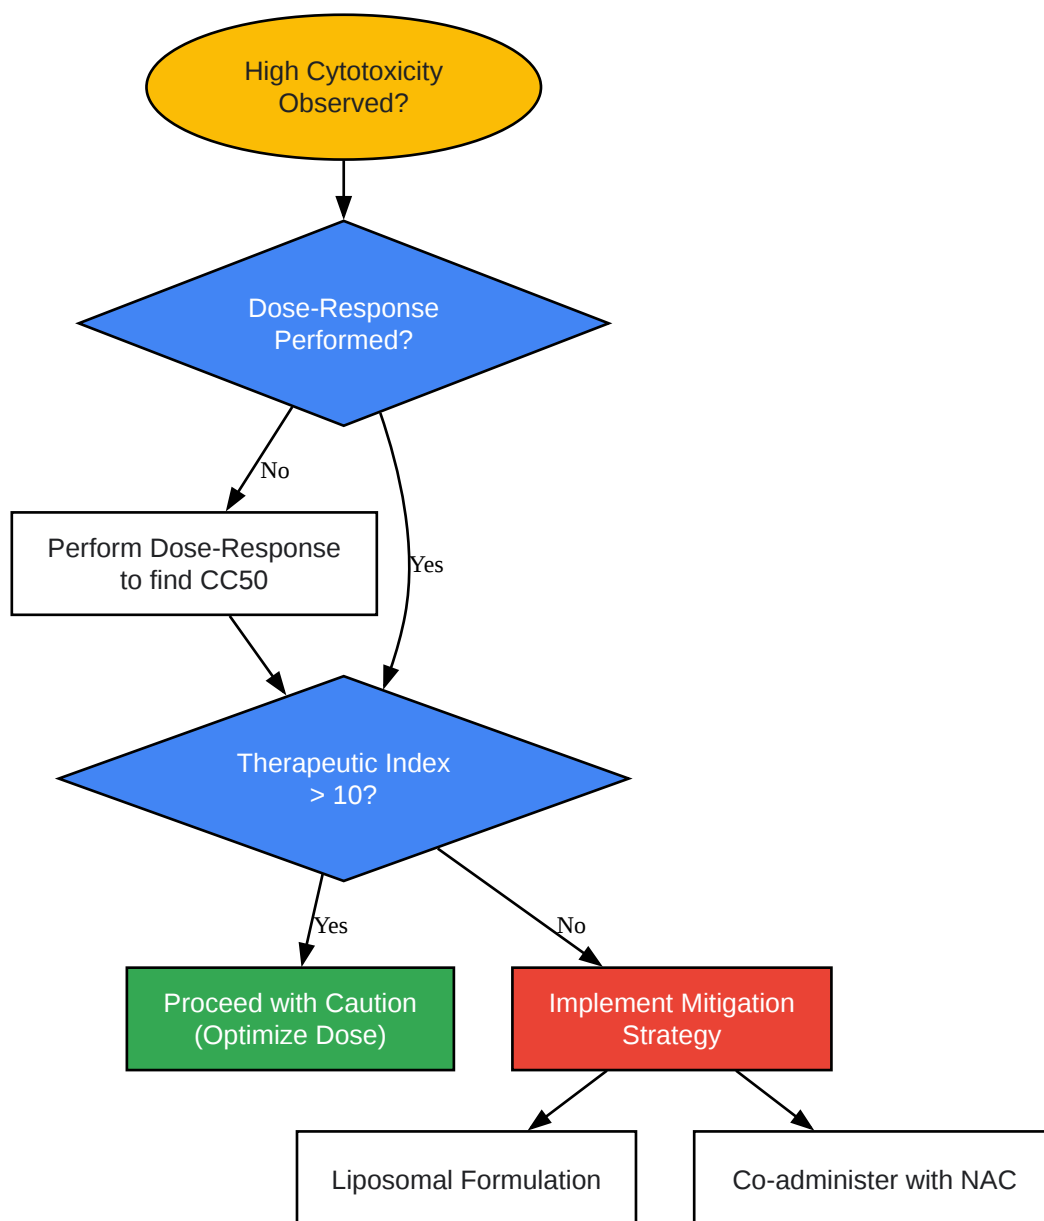 High Cytotoxicity
Observed?
Dose-Response
Performed?
No
Yes
Perform Dose-Response
to find CC50
Therapeutic Index
> 10?
Yes
No
Proceed with Caution
(Optimize Dose)
Implement Mitigation
Strategy
Liposomal Formulation
Co-administer with NAC